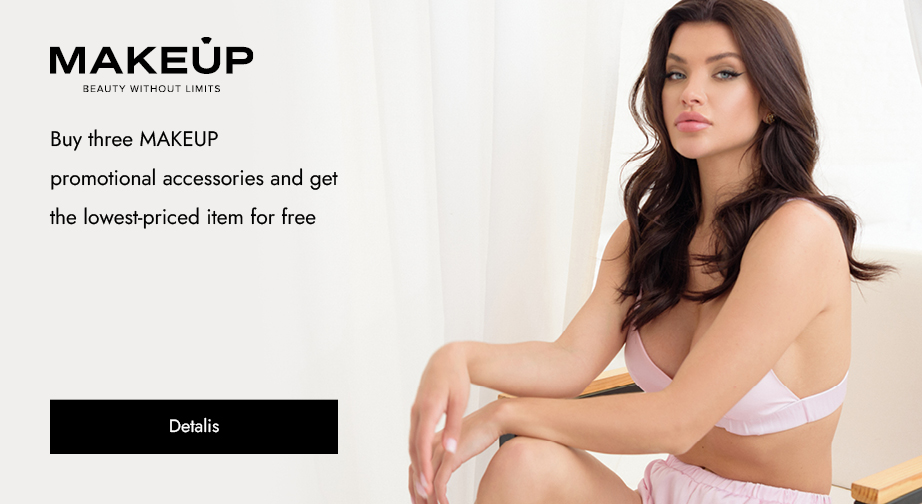 MAKEUP
BEAUTY WITHOUT LIMITS
Buy three MAKEUP
promotional accessories and get
the lowest-priced item for free
Detalis